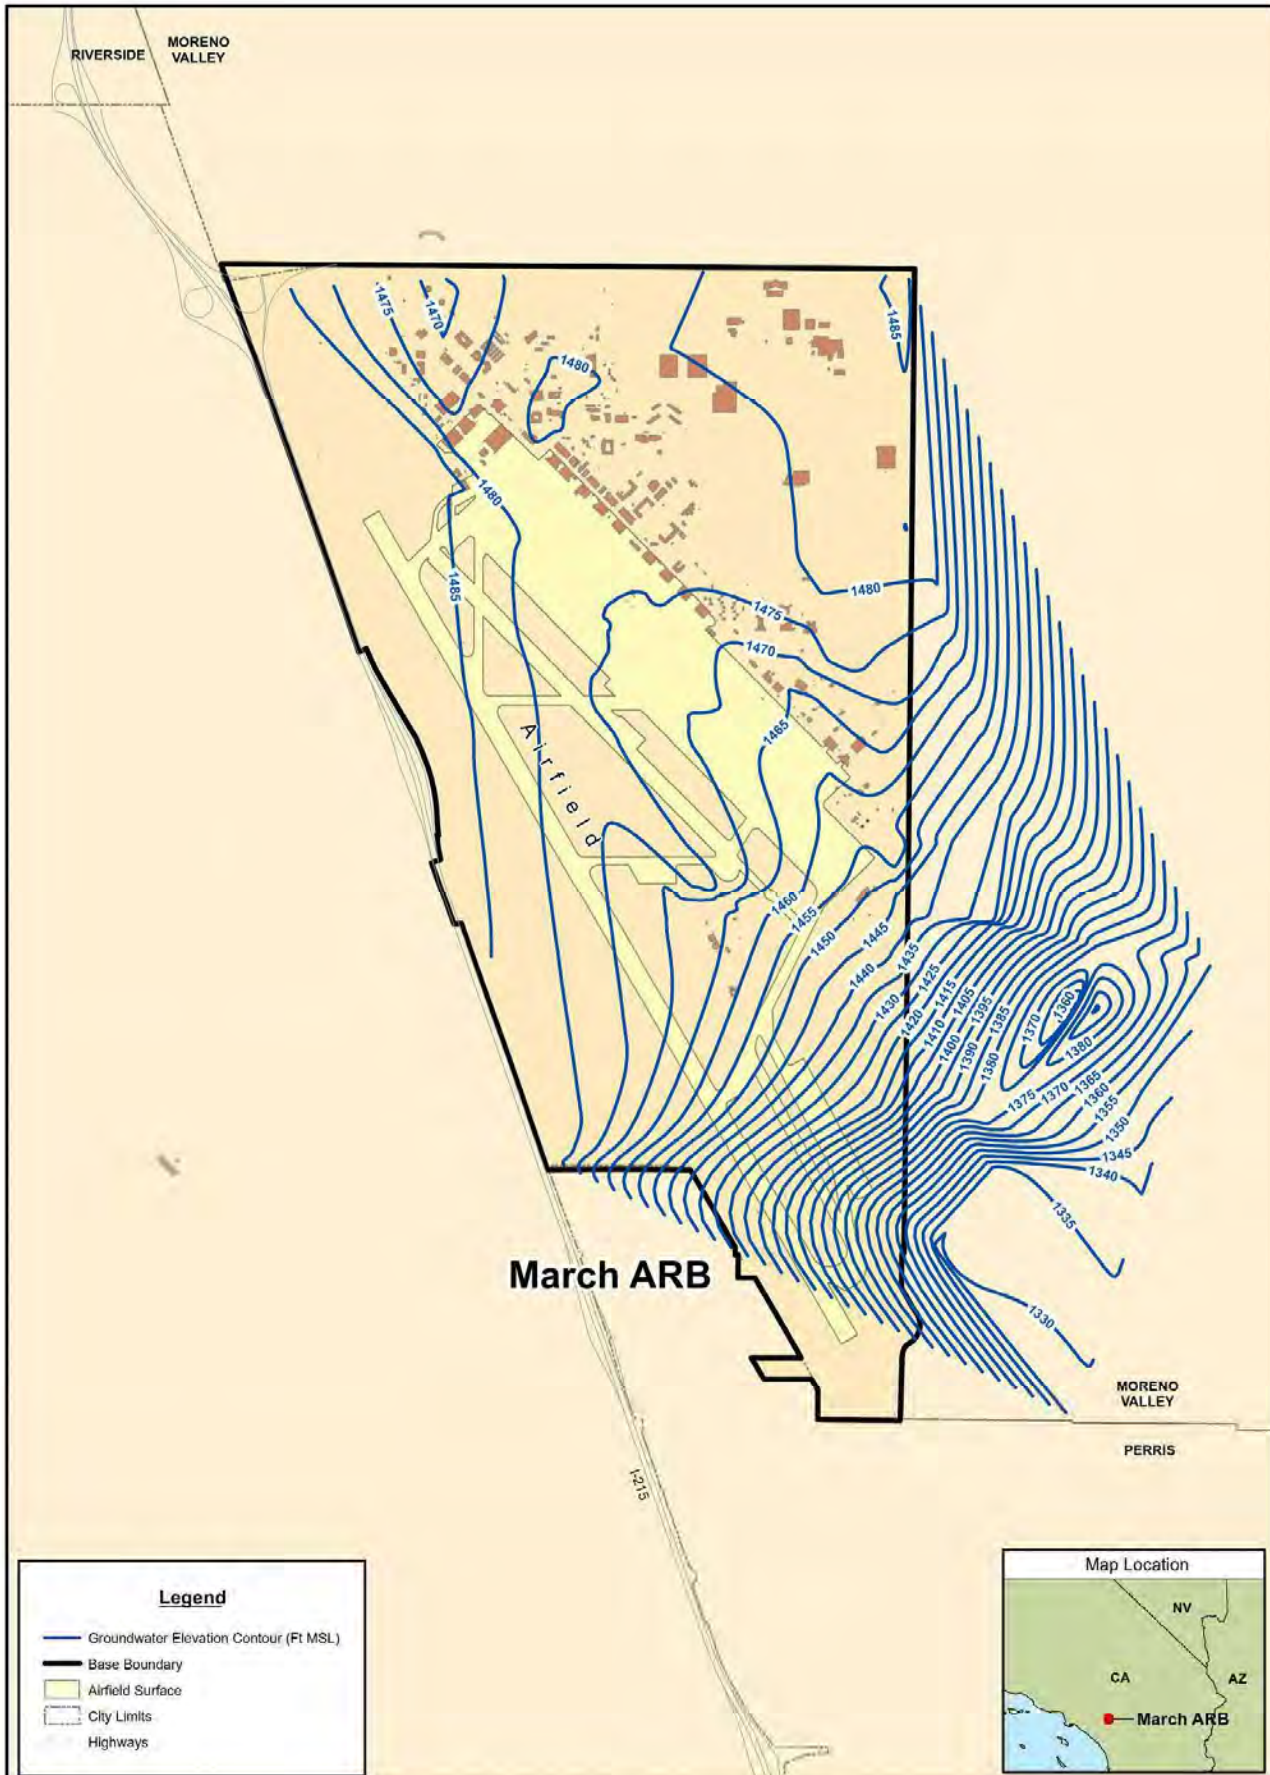 RIVERSIDE
MORENO
VALLEY
1475
1470
1485
1480
1480
1485
1480
1475
1470
1465
Airfield
1460
1455
1450
1445
1440
1435
1430
1425
1420
1415
1410
1405
1400
1395
1390
1385
1380
1370
1360
1380
1375
1370
1365
1360
1355
1350
1345
1340
1335
1330
March ARB
MORENO
VALLEY
PERRIS
I-215
Legend
Groundwater Elevation Contour (Ft MSL)
Base Boundary
Airfield Surface
City Limits
Highways
Map Location
NV
CA
AZ
March ARB